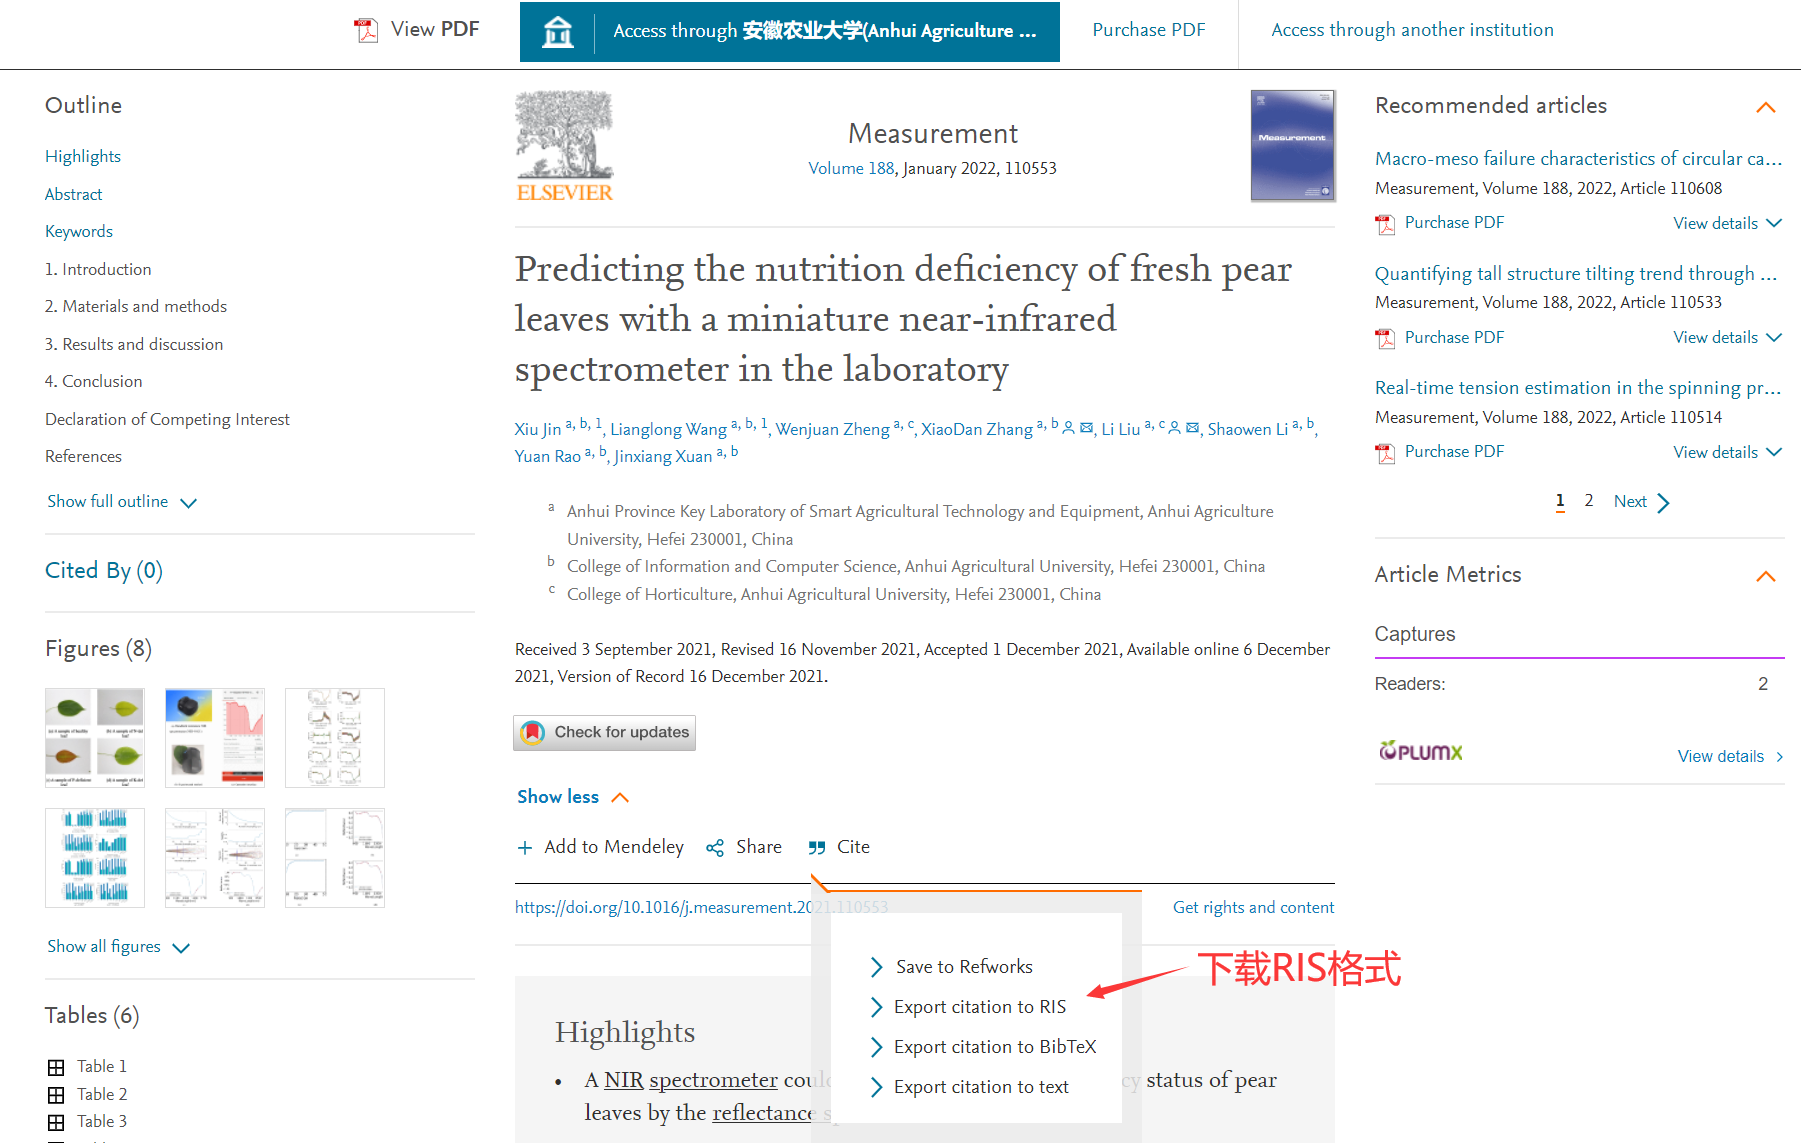 View PDF
Access through 安徽农业大学(Anhui Agriculture ...
Purchase PDF
Access through another institution
Outline
Highlights
Abstract
Keywords
1. Introduction
2. Materials and methods
3. Results and discussion
4. Conclusion
Declaration of Competing Interest
References
Show full outline
Cited By (0)
Figures (8)
Show all figures
Tables (6)
Table 1
Table 2
Table 3
ELSEVIER
Measurement
Volume 188, January 2022, 110553
Measurement
Predicting the nutrition deficiency of fresh pear
leaves with a miniature near-infrared
spectrometer in the laboratory
Xiu Jin a, b, 1, Lianglong Wang a, b, 1, Wenjuan Zheng a, c, XiaoDan Zhang a, b, Li Liu a, c, Shaowen Li a, b,
Yuan Rao a, b, Jinxiang Xuan a, b
a Anhui Province Key Laboratory of Smart Agricultural Technology and Equipment, Anhui Agriculture
University, Hefei 230001, China
b College of Information and Computer Science, Anhui Agricultural University, Hefei 230001, China
c College of Horticulture, Anhui Agricultural University, Hefei 230001, China
Received 3 September 2021, Revised 16 November 2021, Accepted 1 December 2021, Available online 6 December
2021, Version of Record 16 December 2021.
Check for updates
Show less
Add to Mendeley Share Cite
https://doi.org/10.1016/j.measurement.2021.110553
Get rights and content
Save to Refworks
Export citation to RIS
Export citation to BibTeX
Export citation to text
下载RIS格式
Highlights
• A NIR spectrometer could cy status of pear
leaves by the reflectance s
Recommended articles
Macro-meso failure characteristics of circular ca...
Measurement, Volume 188, 2022, Article 110608
Purchase PDF View details
Quantifying tall structure tilting trend through ...
Measurement, Volume 188, 2022, Article 110533
Purchase PDF View details
Real-time tension estimation in the spinning pr...
Measurement, Volume 188, 2022, Article 110514
Purchase PDF View details
1 2 Next
Article Metrics
Captures
Readers: 2
PLUMX
View details